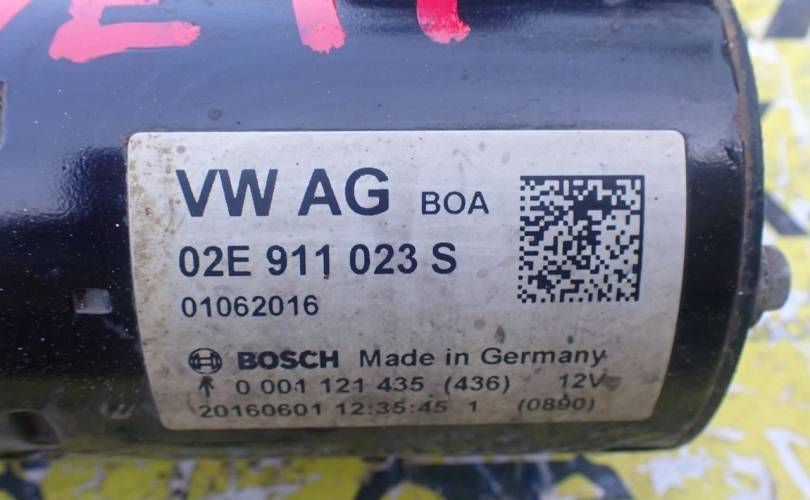 VW AG BOA
02E 911 023 S
01062016
BOSCH Made in Germany
0 001 121 435 (436) 12V
20160601 12:35:45 1 (0890)